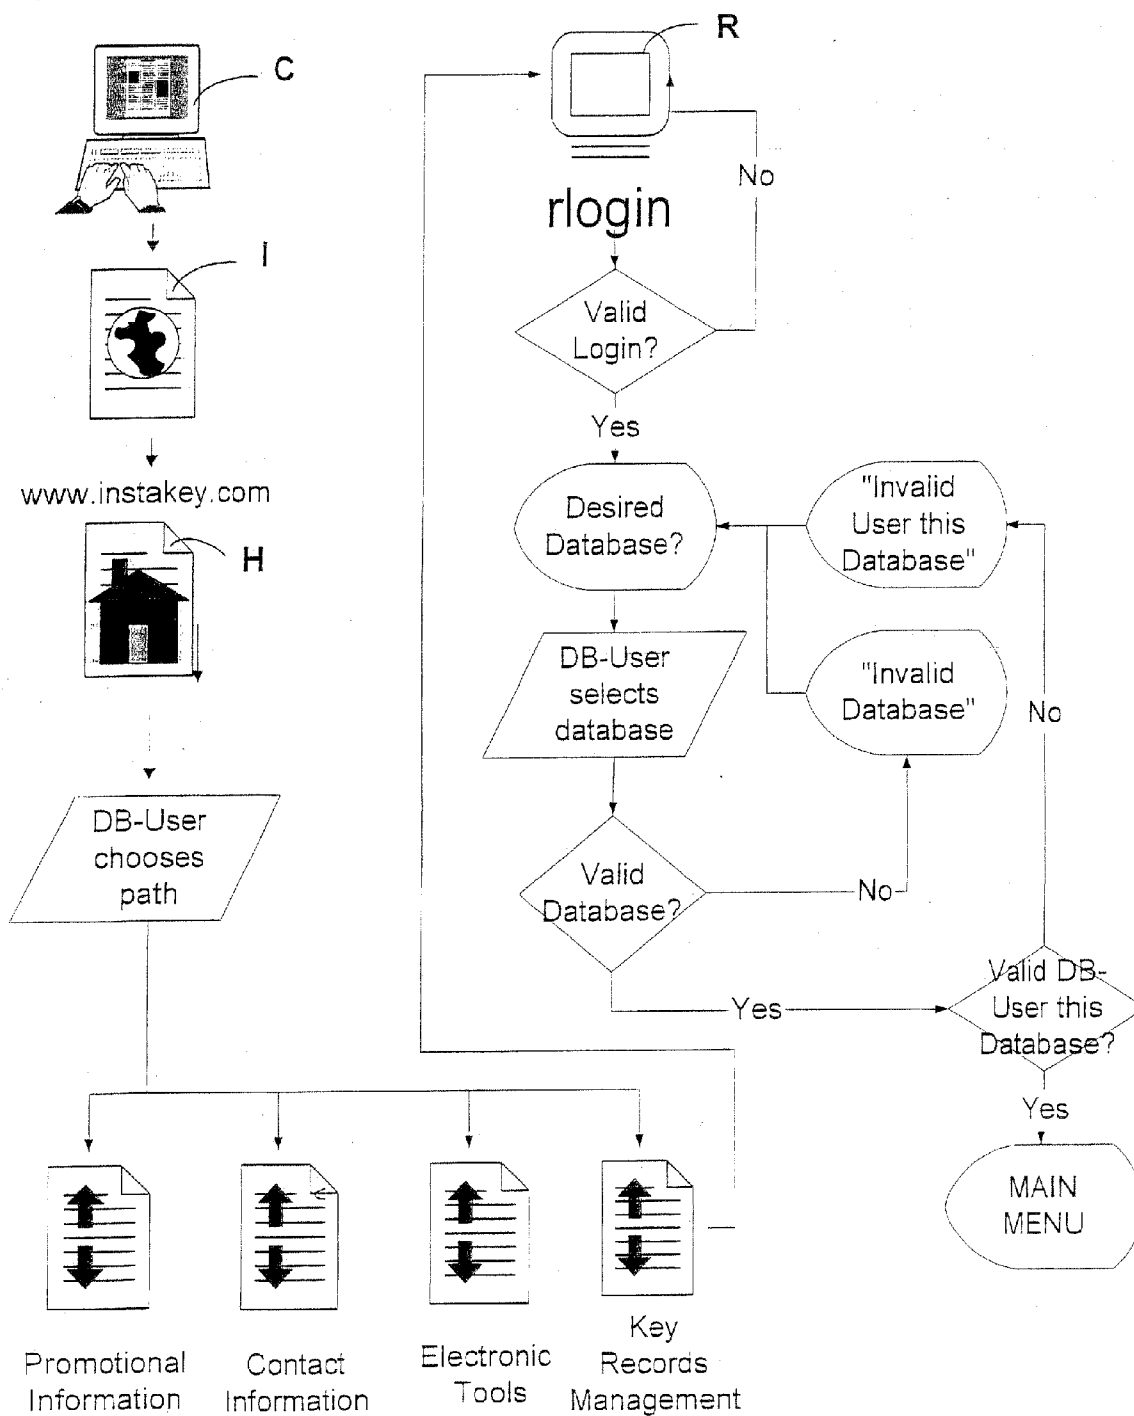 C
I
www.instakey.com
H
DB-User
chooses
path
Promotional
Information
Contact
Information
Electronic
Tools
Key
Records
Management
R
rlogin
No
Valid
Login?
Yes
Desired
Database?
"Invalid
User this
Database"
DB-User
selects
database
"Invalid
Database"
No
Valid
Database?
No
Yes
Valid DB-
User this
Database?
Yes
MAIN
MENU